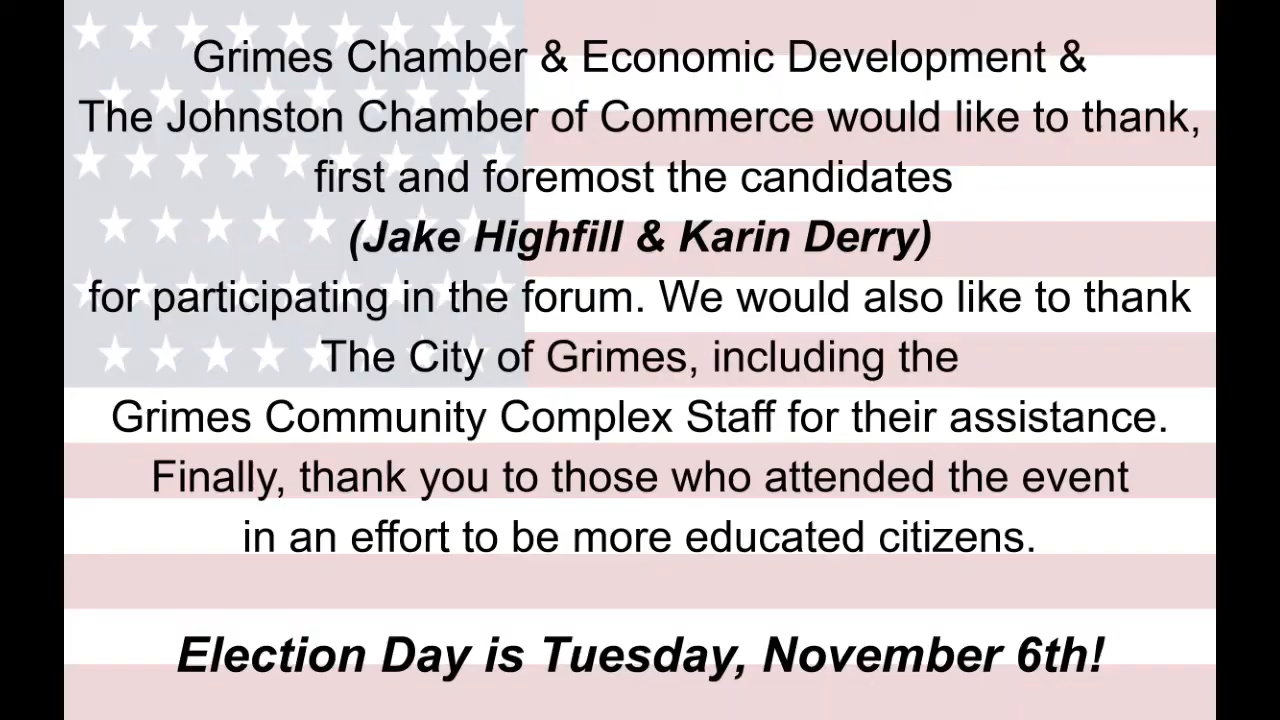 Grimes Chamber & Economic Development &
The Johnston Chamber of Commerce would like to thank,
first and foremost the candidates
(Jake Highfill & Karin Derry)
for participating in the forum. We would also like to thank
The City of Grimes, including the
Grimes Community Complex Staff for their assistance.
Finally, thank you to those who attended the event
in an effort to be more educated citizens.
Election Day is Tuesday, November 6th!